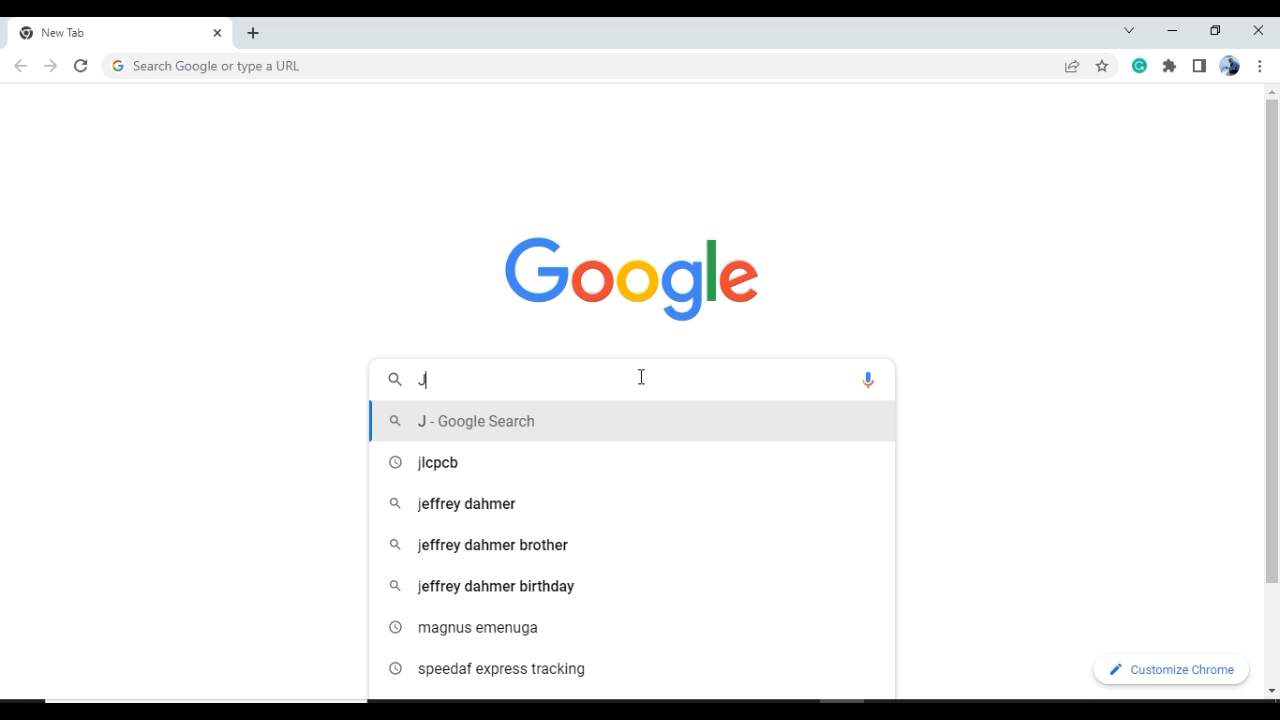 New Tab
Search Google or type a URL
Google
J
J - Google Search
jlcpcb
jeffrey dahmer
jeffrey dahmer brother
jeffrey dahmer birthday
magnus emenuga
speedaf express tracking
Customize Chrome